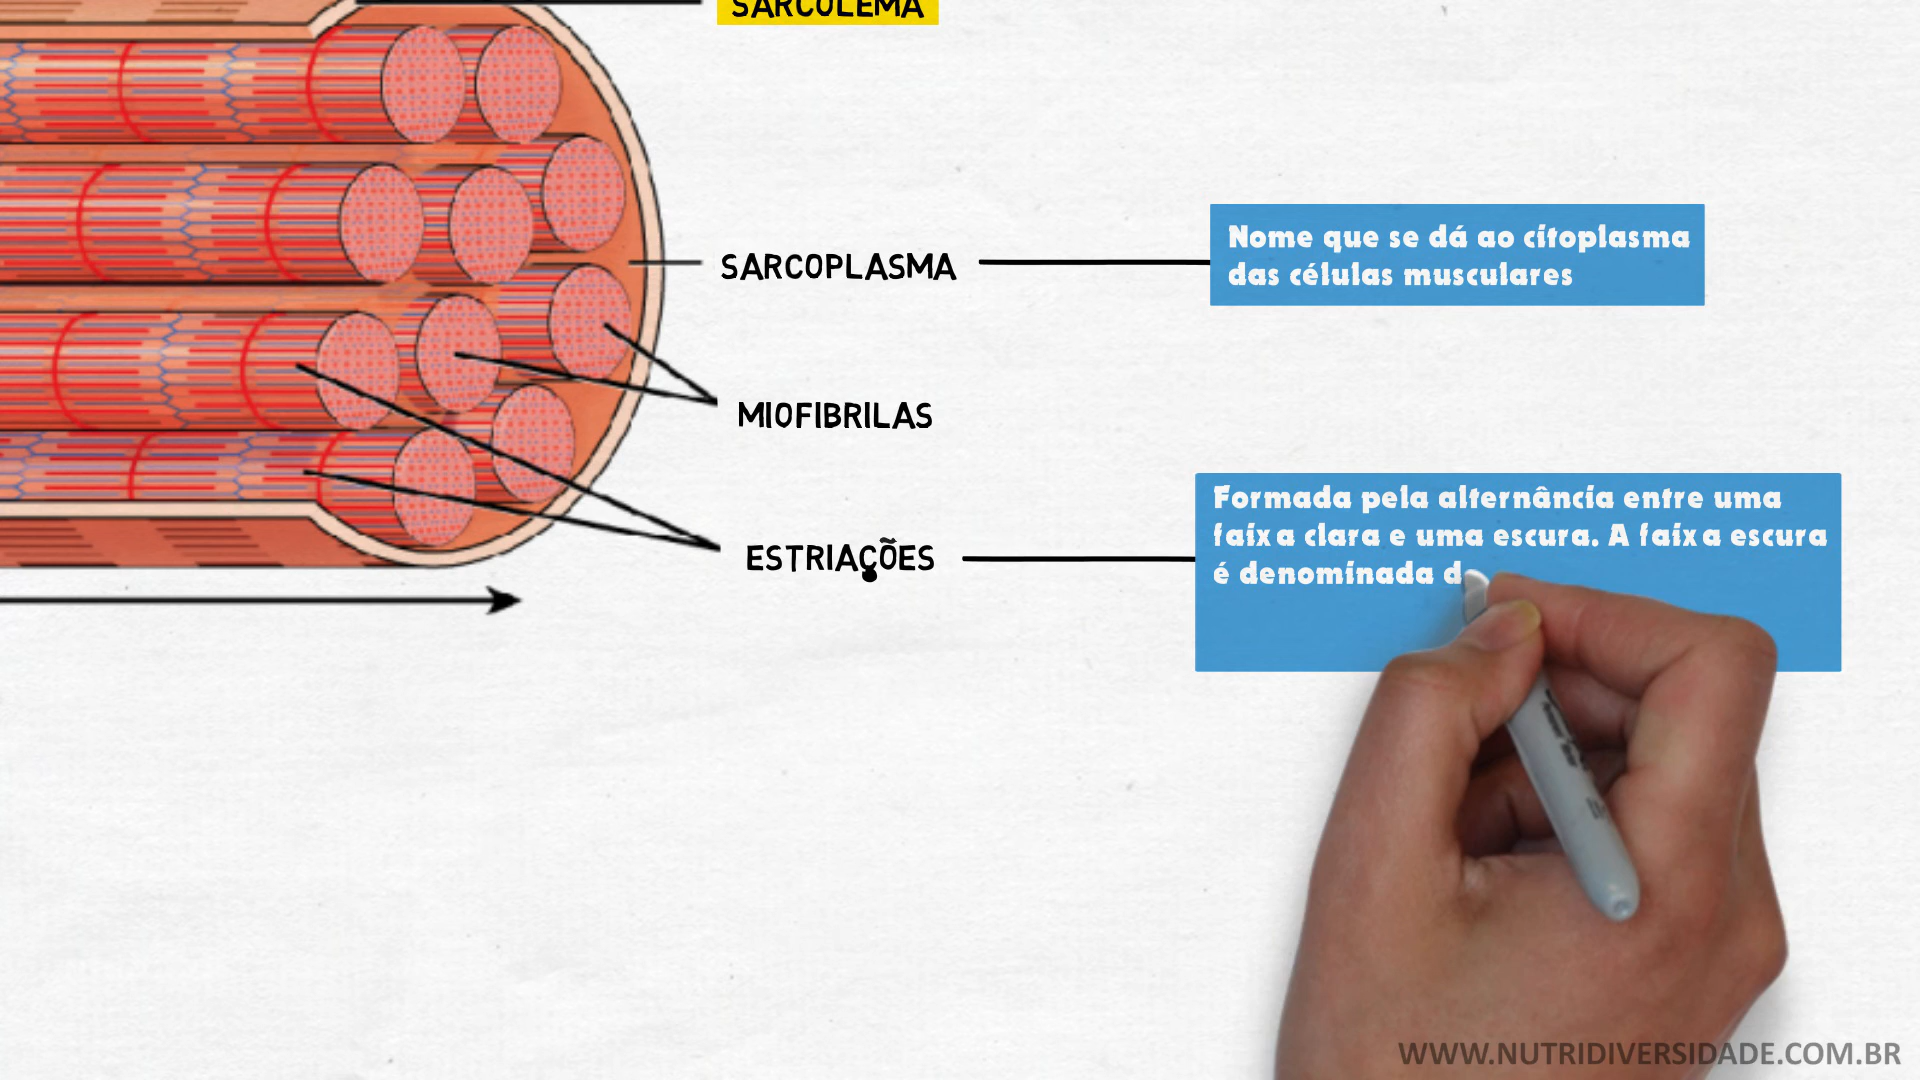 SARCOLEMA
SARCOPLASMA
Nome que se dá ao citoplasma
das células musculares
MIOFIBRILAS
ESTRIAÇÕES
Formada pela alternância entre uma
faixa clara e uma escura. A faixa escura
é denominada d
WWW.NUTRIDIVERSIDADE.COM.BR